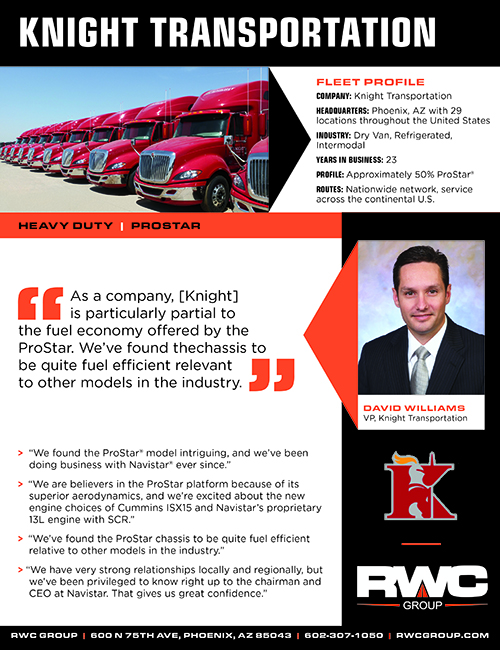 KNIGHT TRANSPORTATION
FLEET PROFILE
COMPANY: Knight Transportation
HEADQUARTERS: Phoenix, AZ with 29
locations throughout the United States
INDUSTRY: Dry Van, Refrigerated,
Intermodal
YEARS IN BUSINESS: 23
PROFILE: Approximately 50% ProStar®
ROUTES: Nationwide network, service
across the continental U.S.
HEAVY DUTY | PROSTAR
“As a company, [Knight]
is particularly partial to
the fuel economy offered by the
ProStar. We’ve found thechassis to
be quite fuel efficient relevant
to other models in the industry.”
DAVID WILLIAMS
VP, Knight Transportation
> “We found the ProStar® model intriguing, and we’ve been
doing business with Navistar® ever since.”
> “We are believers in the ProStar platform because of its
superior aerodynamics, and we’re excited about the new
engine choices of Cummins ISX15 and Navistar’s proprietary
13L engine with SCR.”
> “We’ve found the ProStar chassis to be quite fuel efficient
relative to other models in the industry.”
> “We have very strong relationships locally and regionally, but
we’ve been privileged to know right up to the chairman and
CEO at Navistar. That gives us great confidence.”
K
RWC
GROUP
RWC GROUP | 600 N 75TH AVE, PHOENIX, AZ 85043 | 602-307-1050 | RWCGROUP.COM